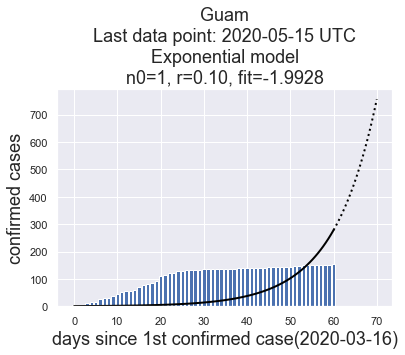 Guam
Last data point: 2020-05-15 UTC
Exponential model
n0=1, r=0.10, fit=-1.9928
700
600
500
400
300
200
100
0
confirmed cases
0 10 20 30 40 50 60 70
days since 1st confirmed case(2020-03-16)